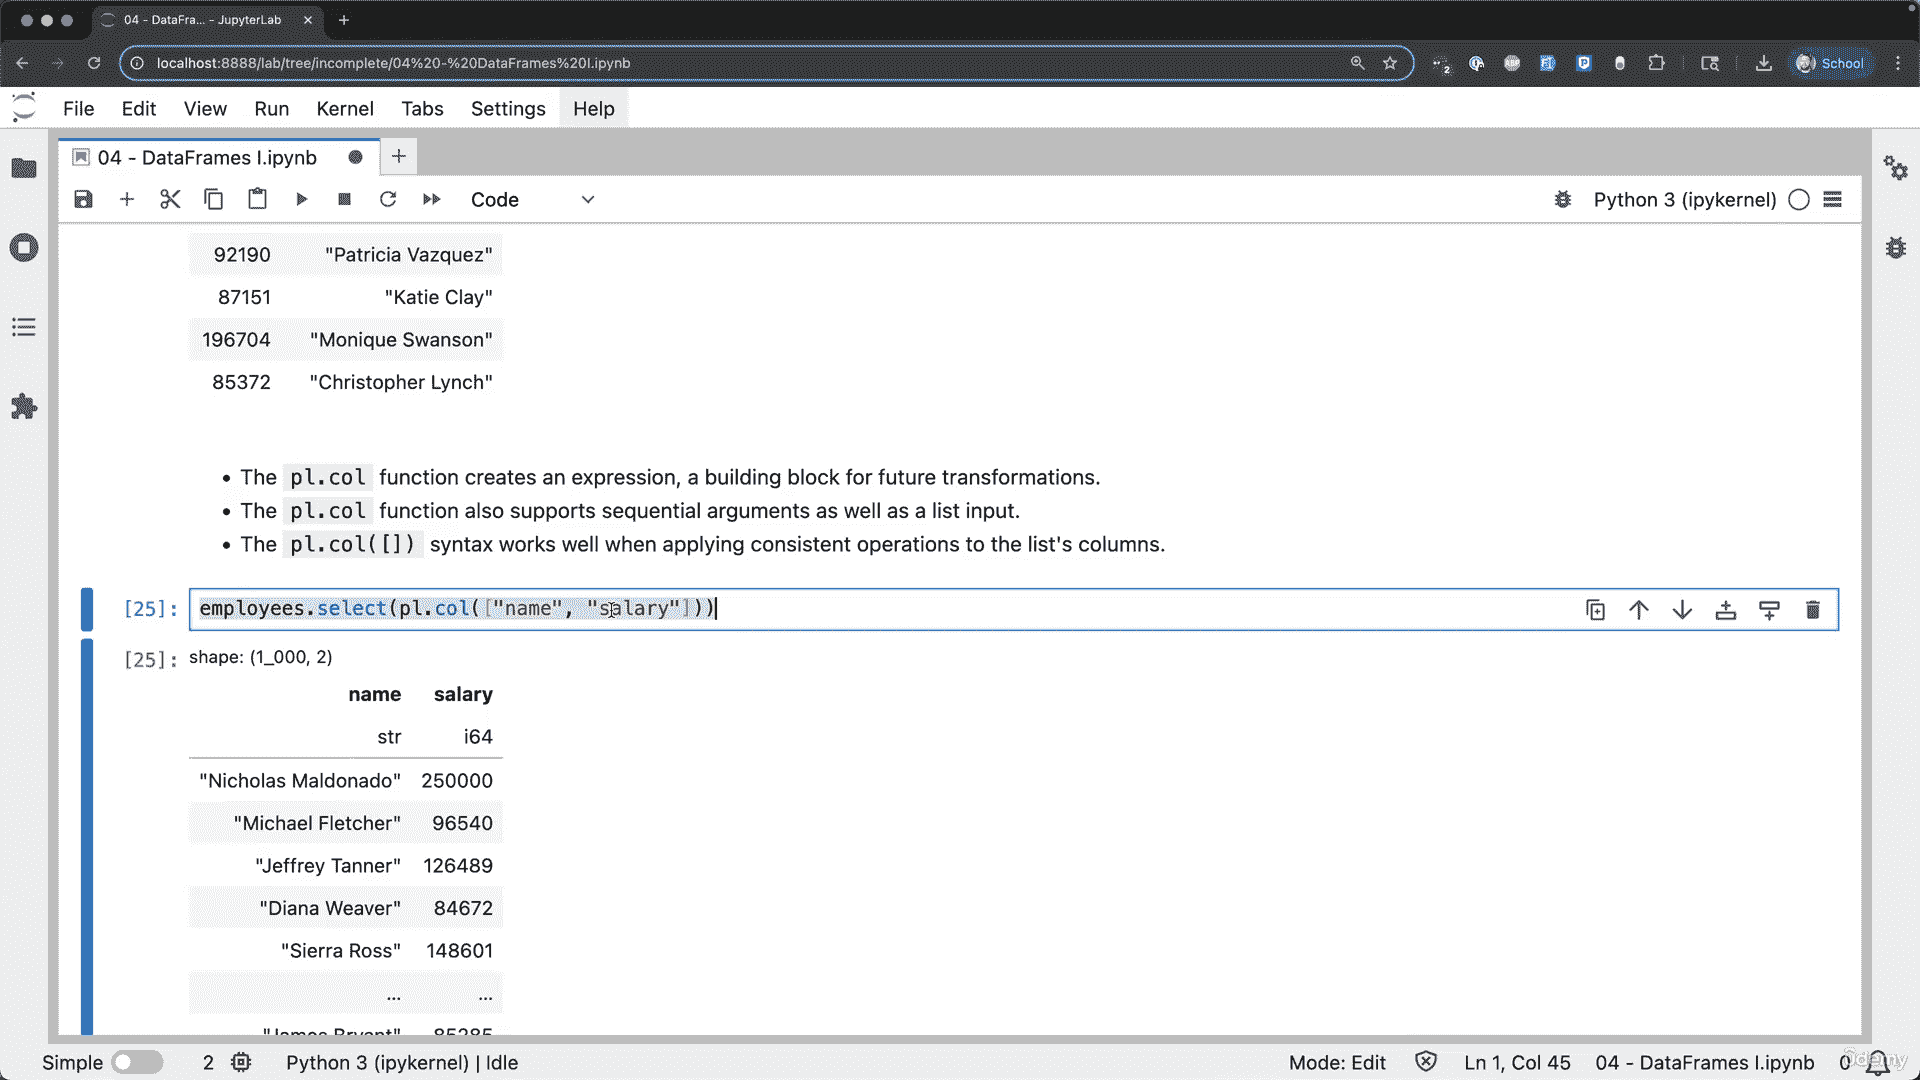 04 - DataFra... - JupyterLab
localhost:8888/lab/tree/incomplete/04%20-%20DataFrames%20I.ipynb
2
School
File Edit View Run Kernel Tabs Settings Help
04 - DataFrames I.ipynb
Code
Python 3 (ipykernel)
92190 "Patricia Vazquez"
87151 "Katie Clay"
196704 "Monique Swanson"
85372 "Christopher Lynch"
• The pl.col function creates an expression, a building block for future transformations.
• The pl.col function also supports sequential arguments as well as a list input.
• The pl.col([]) syntax works well when applying consistent operations to the list's columns.
[25]: employees.select(pl.col(["name", "salary"]))
[25]: shape: (1_000, 2)
name salary
str i64
"Nicholas Maldonado" 250000
"Michael Fletcher" 96540
"Jeffrey Tanner" 126489
"Diana Weaver" 84672
"Sierra Ross" 148601
... ...
"James Bryant" 85285
Simple 2 Python 3 (ipykernel) | Idle Mode: Edit Ln 1, Col 45 04 - DataFrames I.ipynb 0
udemy